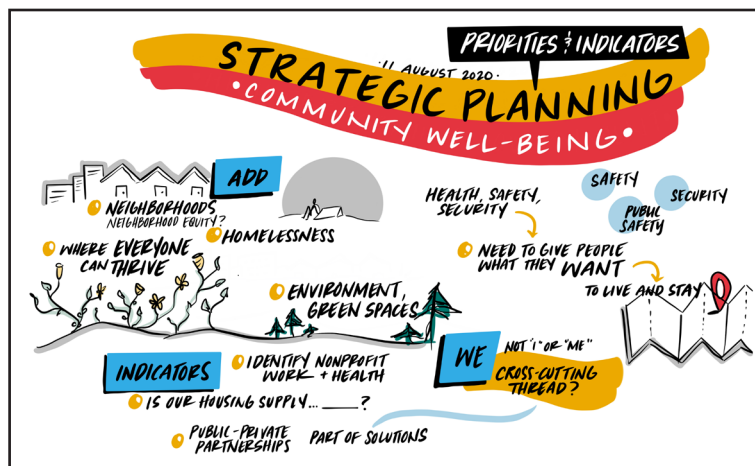 PRIORITIES & INDICATORS
·11 AUGUST 2020·
STRATEGIC PLANNING
•COMMUNITY WELL-BEING•
ADD
NEIGHBORHOODS
NEIGHBORHOOD EQUITY?
HOMELESSNESS
WHERE EVERYONE
CAN THRIVE
ENVIRONMENT,
GREEN SPACES
HEALTH, SAFETY,
SECURITY
SAFETY
SECURITY
PUBLIC
SAFETY
NEED TO GIVE PEOPLE
WHAT THEY WANT
TO LIVE AND STAY
INDICATORS
IDENTIFY NONPROFIT
WORK + HEALTH
IS OUR HOUSING SUPPLY... ____?
PUBLIC-PRIVATE
PARTNERSHIPS
PART OF SOLUTIONS
WE
NOT "I" OR "ME"
CROSS-CUTTING
THREAD?